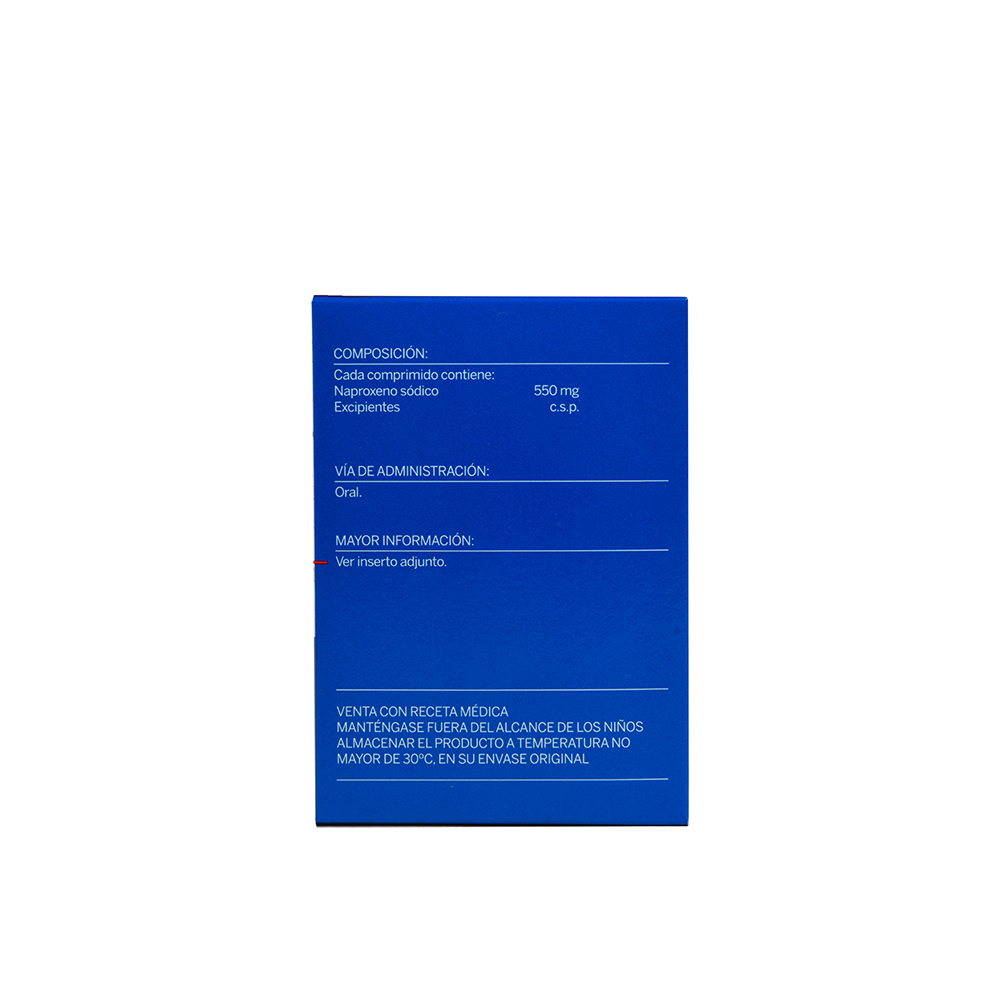 COMPOSICIÓN:
Cada comprimido contiene:
Naproxeno sódico 550 mg
Excipientes c.s.p.
VÍA DE ADMINISTRACIÓN:
Oral.
MAYOR INFORMACIÓN:
Ver inserto adjunto.
VENTA CON RECETA MÉDICA
MANTÉNGASE FUERA DEL ALCANCE DE LOS NIÑOS
ALMACENAR EL PRODUCTO A TEMPERATURA NO
MAYOR DE 30ºC, EN SU ENVASE ORIGINAL